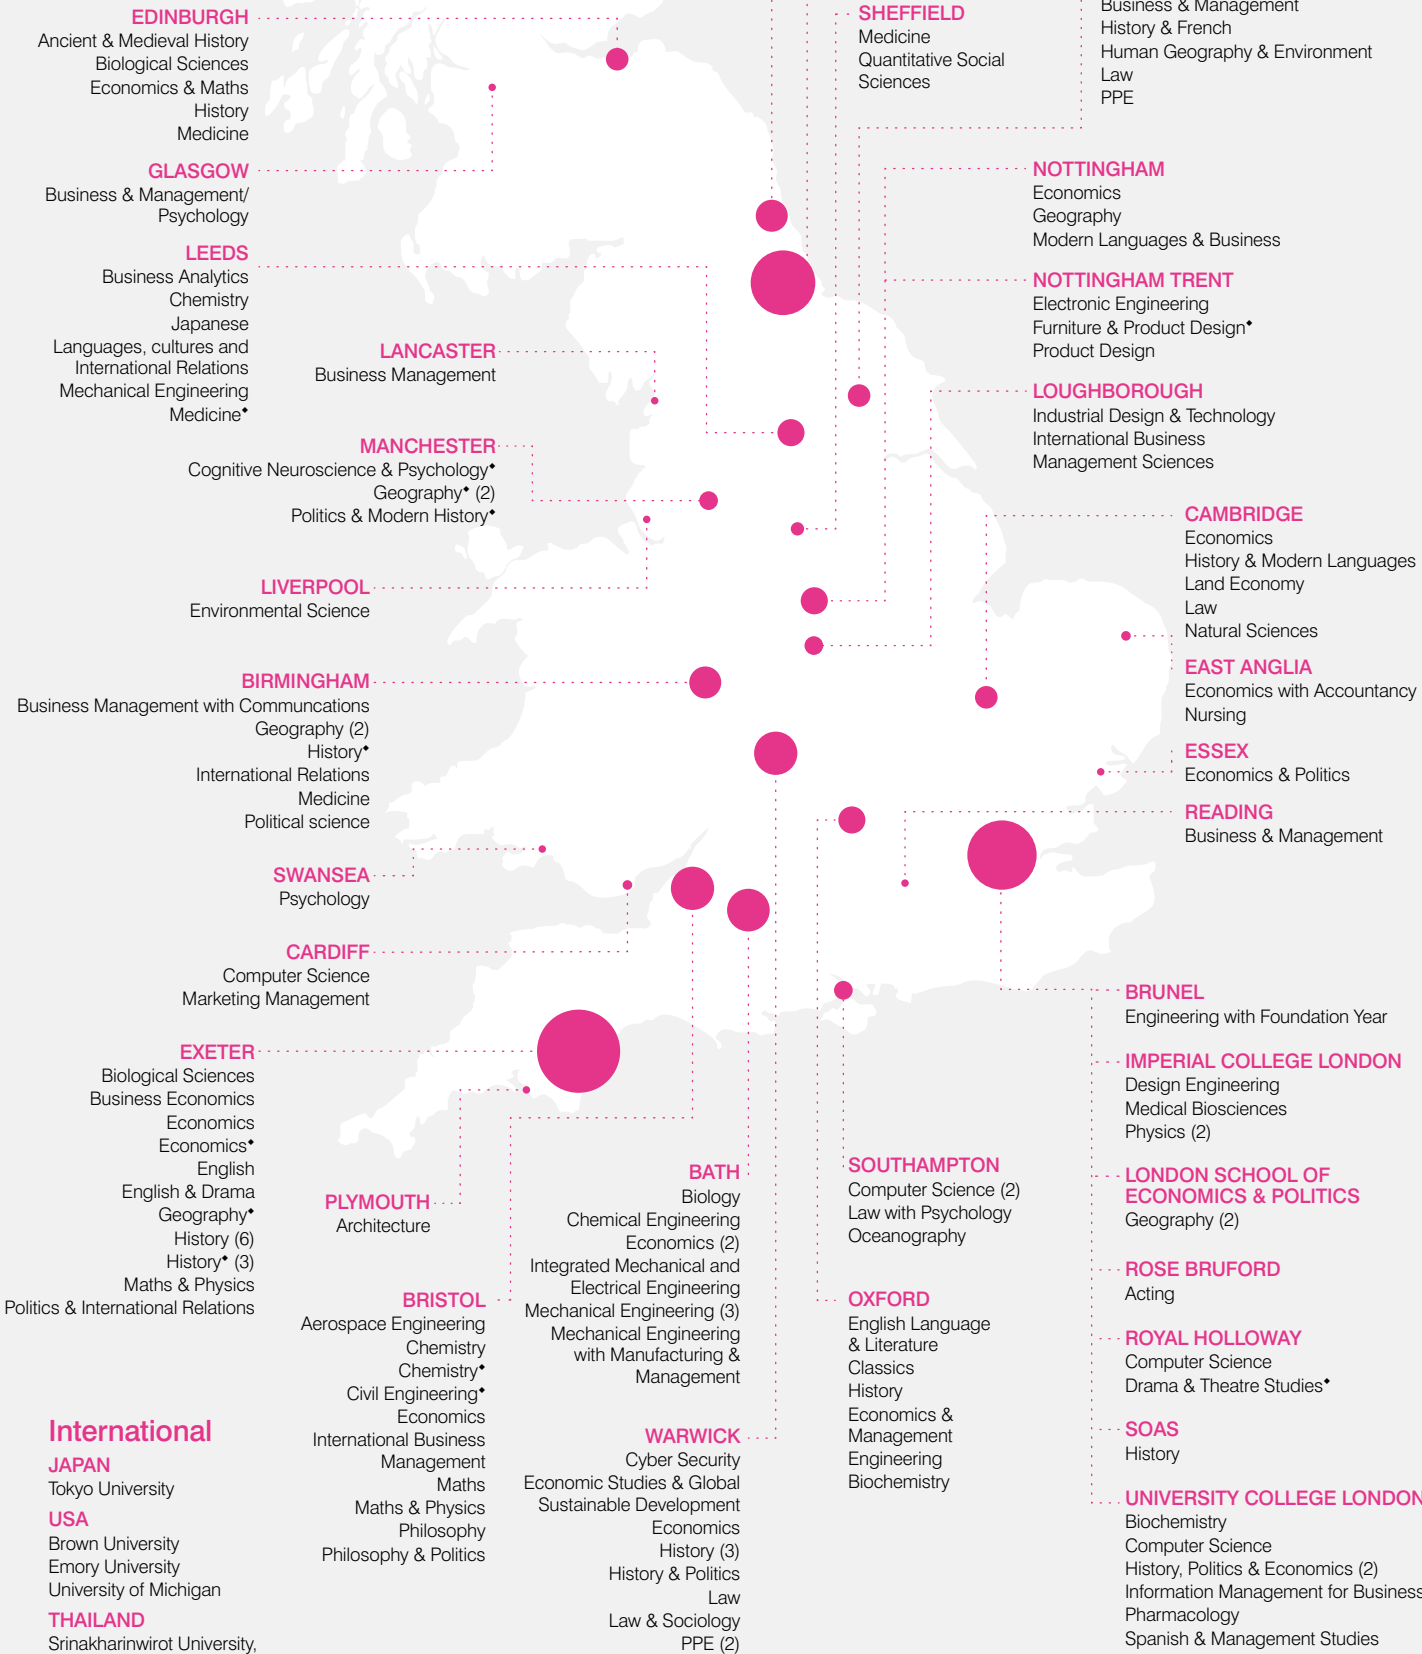 EDINBURGH
Ancient & Medieval History
Biological Sciences
Economics & Maths
History
Medicine
GLASGOW
Business & Management/
Psychology
LEEDS
Business Analytics
Chemistry
Japanese
Languages, cultures and
International Relations
Mechanical Engineering
Medicine◆
LANCASTER
Business Management
MANCHESTER
Cognitive Neuroscience & Psychology◆
Geography◆ (2)
Politics & Modern History◆
LIVERPOOL
Environmental Science
BIRMINGHAM
Business Management with Communcations
Geography (2)
History◆
International Relations
Medicine
Political science
SWANSEA
Psychology
CARDIFF
Computer Science
Marketing Management
EXETER
Biological Sciences
Business Economics
Economics
Economics◆
English
English & Drama
Geography◆
History (6)
History◆ (3)
Maths & Physics
Politics & International Relations
PLYMOUTH
Architecture
BRISTOL
Aerospace Engineering
Chemistry
Chemistry◆
Civil Engineering◆
Economics
International Business
Management
Maths
Maths & Physics
Philosophy
Philosophy & Politics
BATH
Biology
Chemical Engineering
Economics (2)
Integrated Mechanical and
Electrical Engineering
Mechanical Engineering (3)
Mechanical Engineering
with Manufacturing &
Management
WARWICK
Cyber Security
Economic Studies & Global
Sustainable Development
Economics
History (3)
History & Politics
Law
Law & Sociology
PPE (2)
International
JAPAN
Tokyo University
USA
Brown University
Emory University
University of Michigan
THAILAND
Srinakharinwirot University,
SHEFFIELD
Medicine
Quantitative Social
Sciences
Business & Management
History & French
Human Geography & Environment
Law
PPE
NOTTINGHAM
Economics
Geography
Modern Languages & Business
NOTTINGHAM TRENT
Electronic Engineering
Furniture & Product Design◆
Product Design
LOUGHBOROUGH
Industrial Design & Technology
International Business
Management Sciences
CAMBRIDGE
Economics
History & Modern Languages
Land Economy
Law
Natural Sciences
EAST ANGLIA
Economics with Accountancy
Nursing
ESSEX
Economics & Politics
READING
Business & Management
SOUTHAMPTON
Computer Science (2)
Law with Psychology
Oceanography
OXFORD
English Language
& Literature
Classics
History
Economics &
Management
Engineering
Biochemistry
BRUNEL
Engineering with Foundation Year
IMPERIAL COLLEGE LONDON
Design Engineering
Medical Biosciences
Physics (2)
LONDON SCHOOL OF
ECONOMICS & POLITICS
Geography (2)
ROSE BRUFORD
Acting
ROYAL HOLLOWAY
Computer Science
Drama & Theatre Studies◆
SOAS
History
UNIVERSITY COLLEGE LONDON
Biochemistry
Computer Science
History, Politics & Economics (2)
Information Management for Business
Pharmacology
Spanish & Management Studies